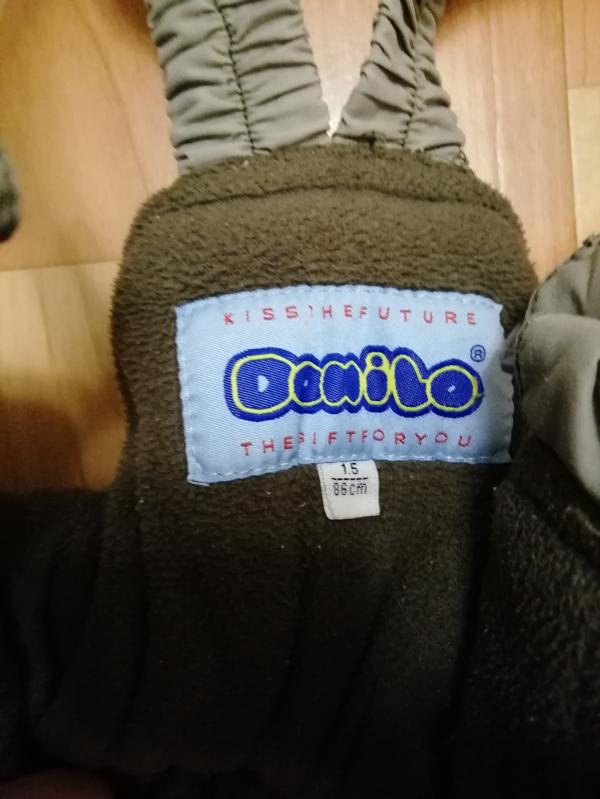 KISSTHEFUTURE
Danilo®
THEGIFTFORYOU
1.5
86cm